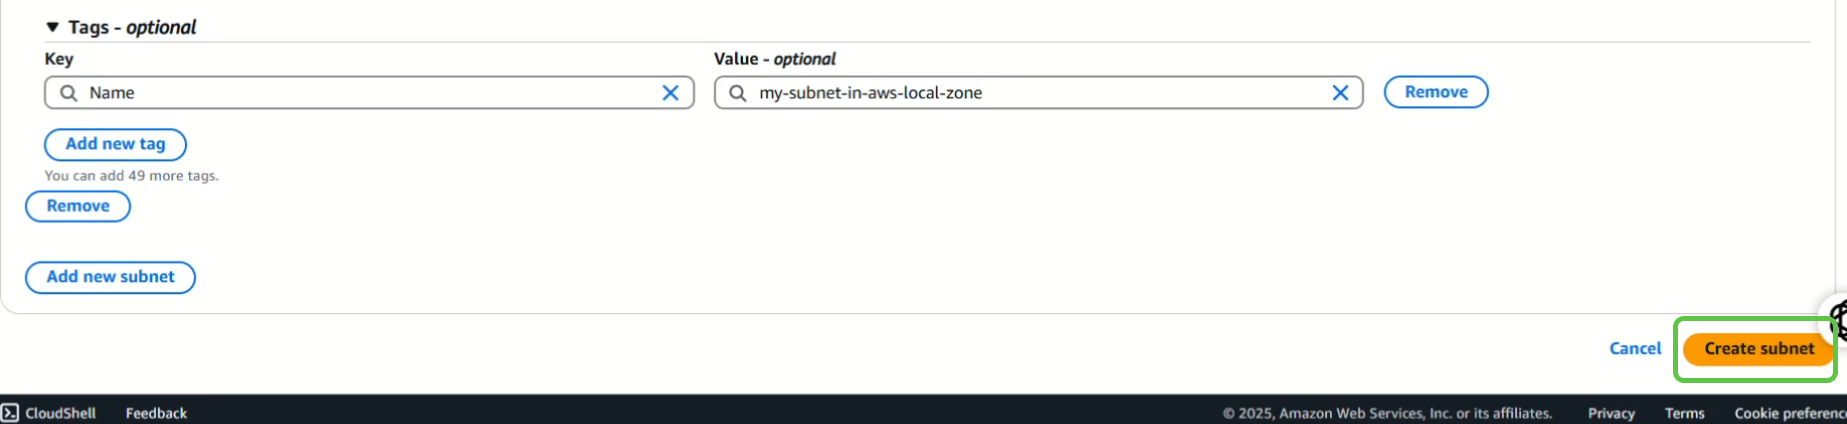 Tags - optional
Key
Value - optional
Name
my-subnet-in-aws-local-zone
Remove
Add new tag
You can add 49 more tags.
Remove
Add new subnet
Cancel
Create subnet
CloudShell
Feedback
© 2025, Amazon Web Services, Inc. or its affiliates.
Privacy
Terms
Cookie preferenc